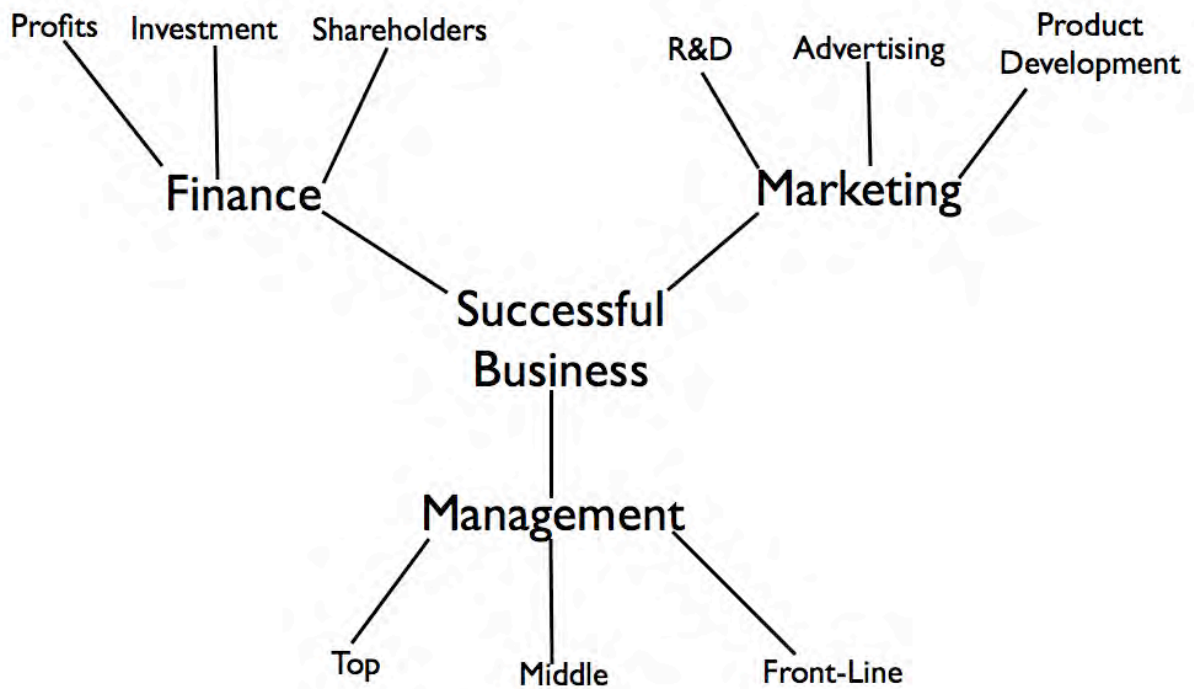 Profits
Investment
Shareholders
R&D
Advertising
Product
Development
Finance
Marketing
Successful
Business
Management
Top
Middle
Front-Line